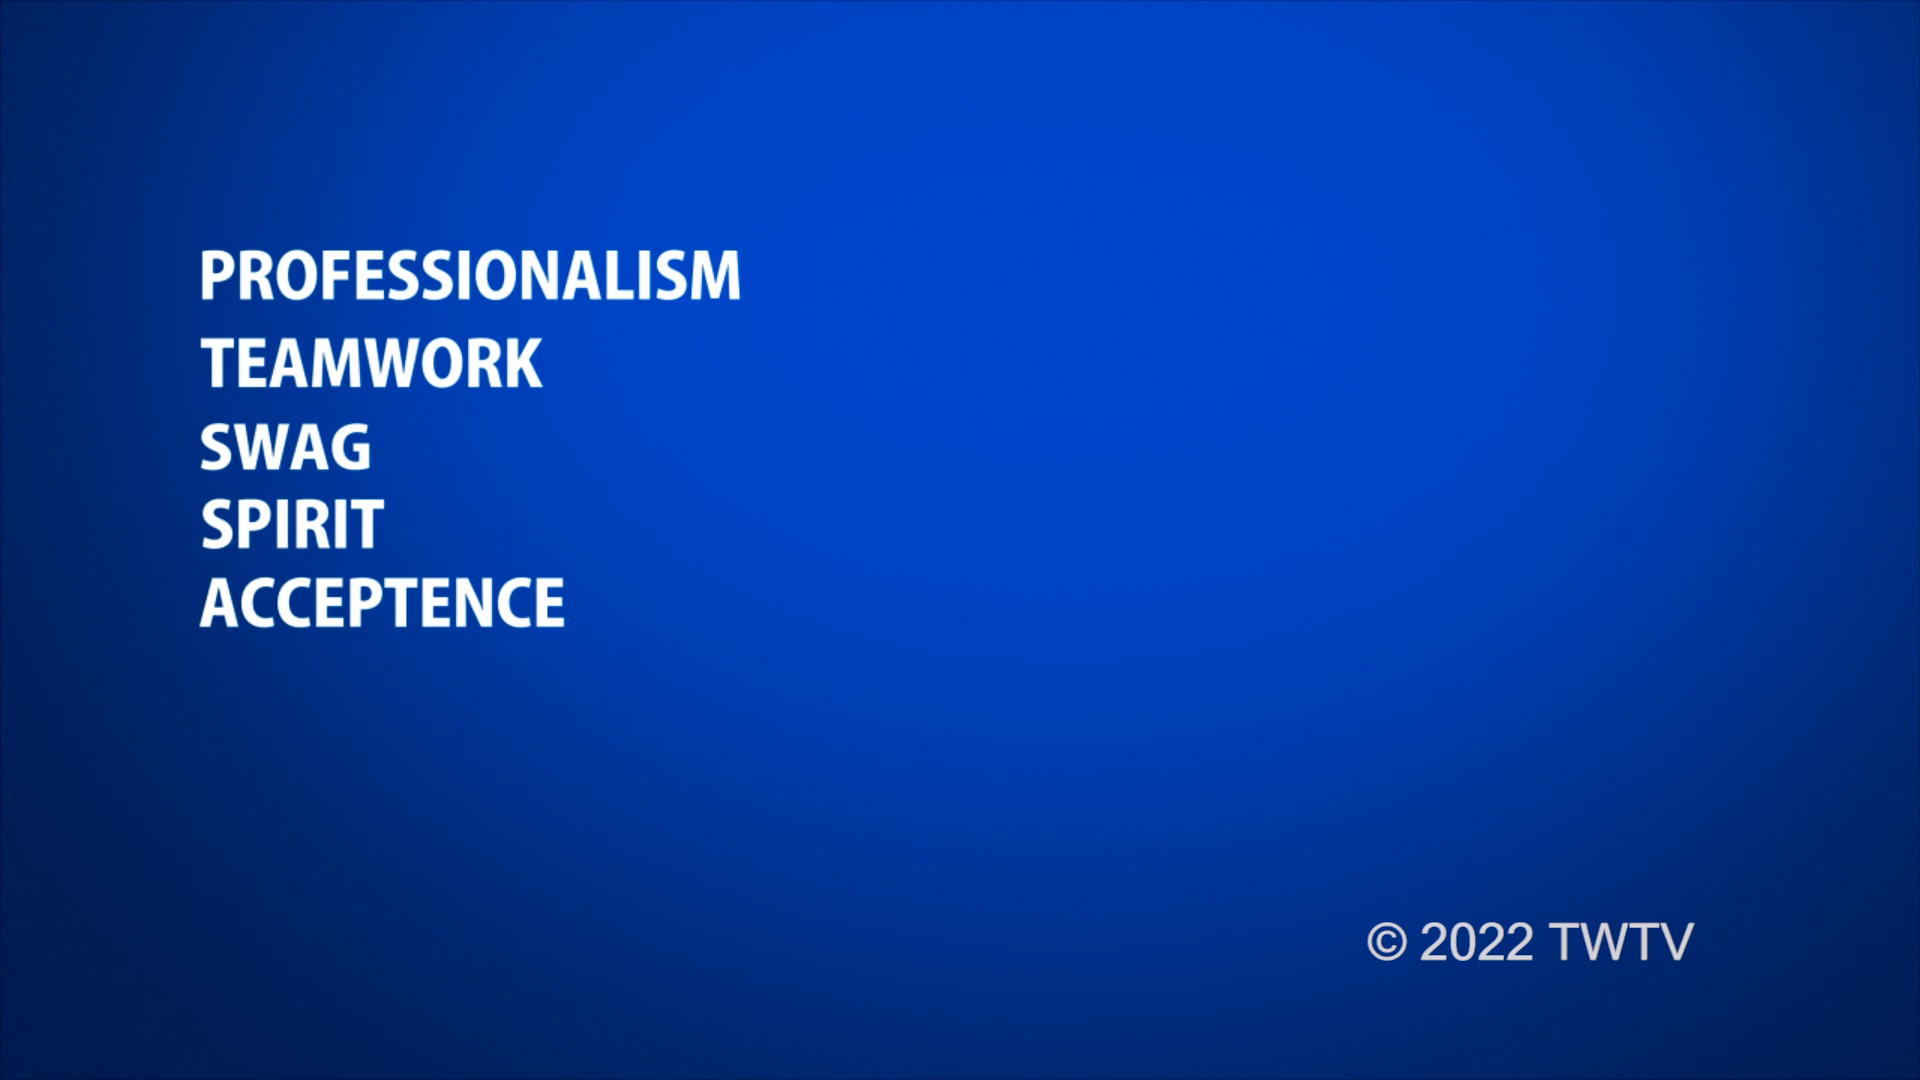 PROFESSIONALISM
TEAMWORK
SWAG
SPIRIT
ACCEPTENCE
© 2022 TWTV